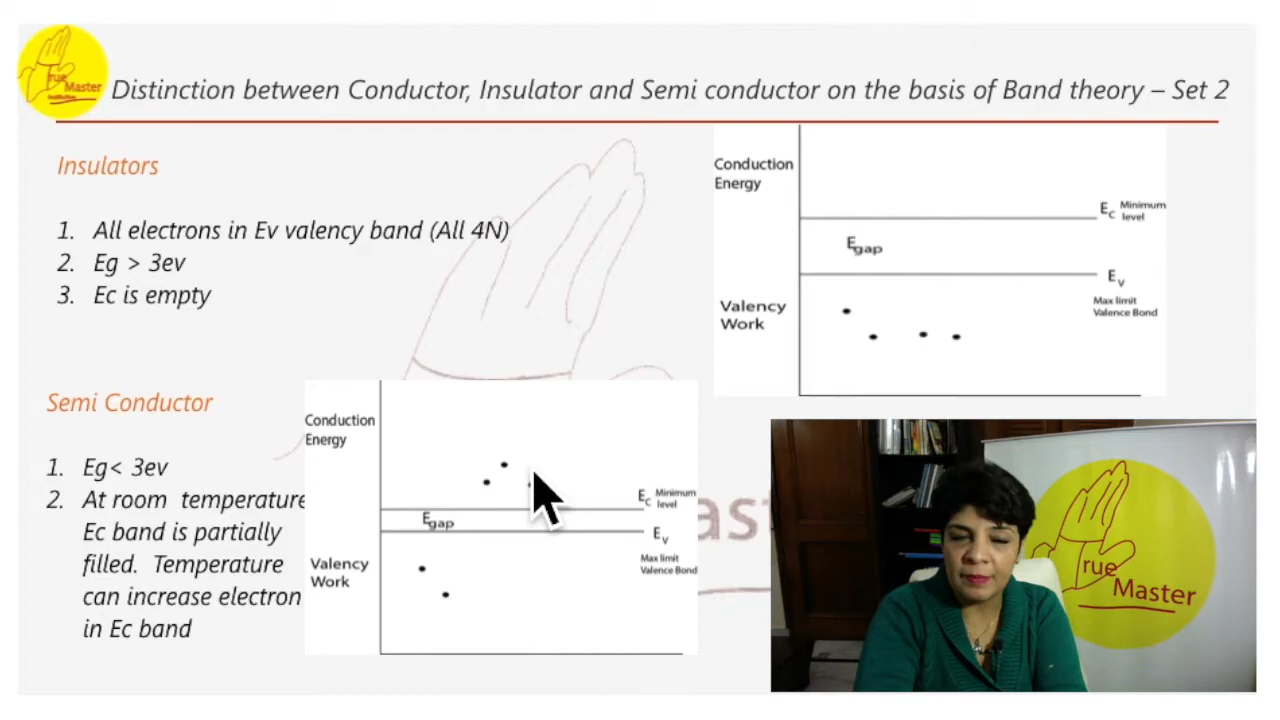 rue
Master
Distinction between Conductor, Insulator and Semi conductor on the basis of Band theory – Set 2
Insulators
1. All electrons in Ev valency band (All 4N)
2. Eg > 3ev
3. Ec is empty
Conduction
Energy
Ec Minimum
level
Egap
Ev
Max limit
Valence Bond
Valency
Work
Semi Conductor
1. Eg< 3ev
2. At room temperature
Ec band is partially
filled. Temperature
can increase electron
in Ec band
Conduction
Energy
Ec Minimum
level
Egap
Ev
Max limit
Valence Bond
Valency
Work
as
rue
Master